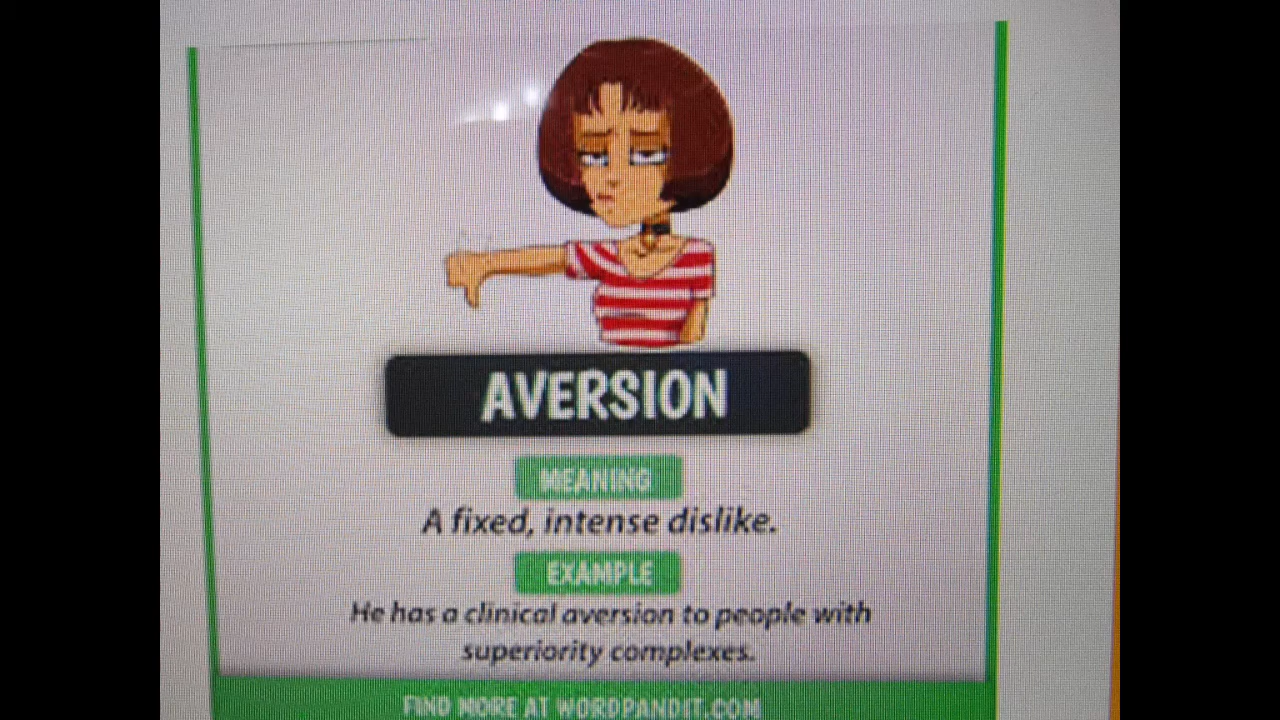 AVERSION
MEANING
A fixed, intense dislike.
EXAMPLE
He has a clinical aversion to people with
superiority complexes.
FIND MORE AT WORDPANDIT.COM